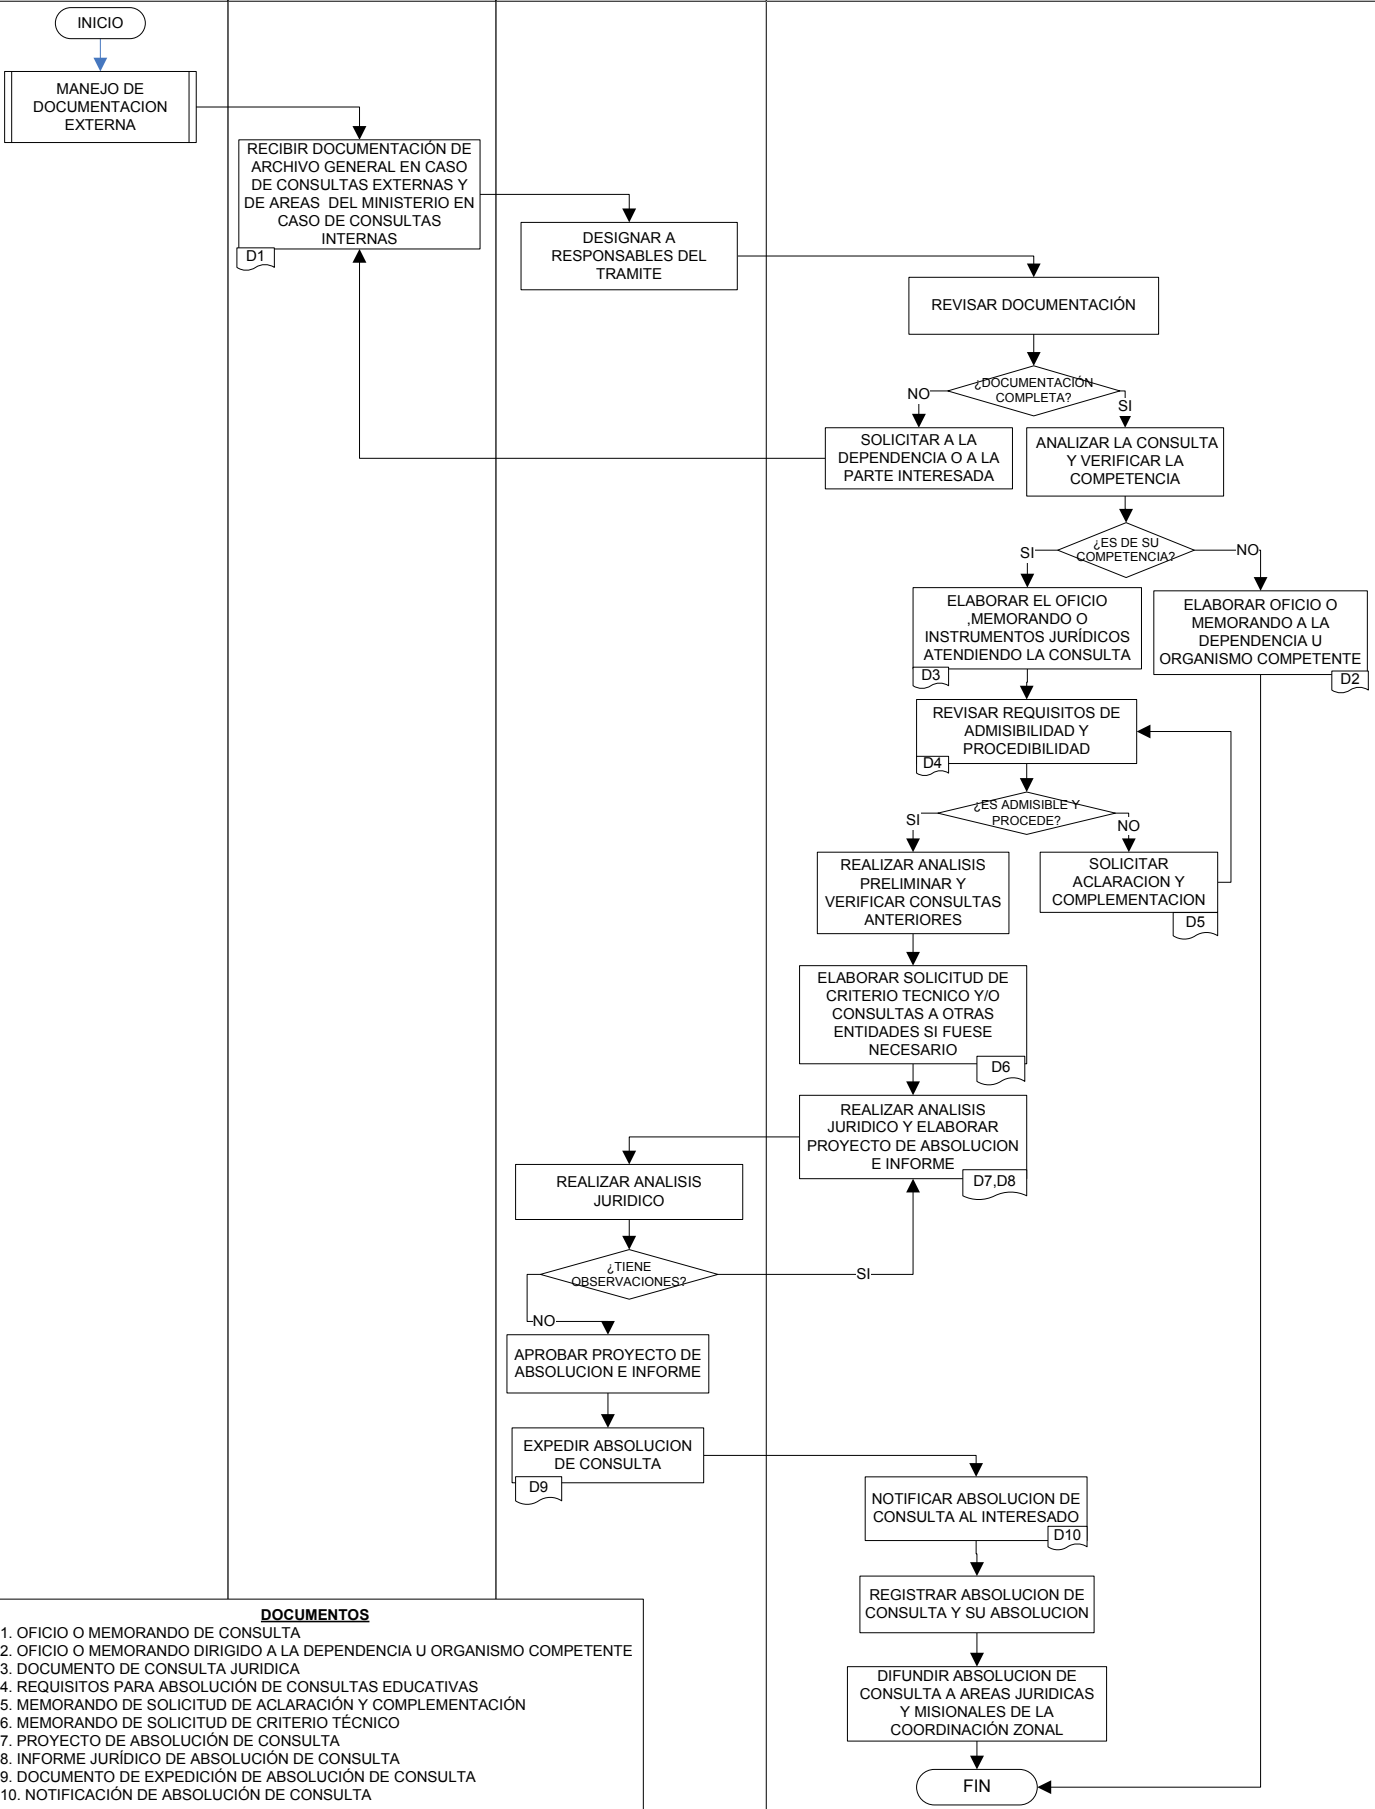 INICIO
MANEJO DE
DOCUMENTACION
EXTERNA
RECIBIR DOCUMENTACIÓN DE
ARCHIVO GENERAL EN CASO
DE CONSULTAS EXTERNAS Y
DE AREAS DEL MINISTERIO EN
CASO DE CONSULTAS
INTERNAS
D1
DESIGNAR A
RESPONSABLES DEL
TRAMITE
REVISAR DOCUMENTACIÓN
¿DOCUMENTACIÓN
COMPLETA?
NO
SI
SOLICITAR A LA
DEPENDENCIA O A LA
PARTE INTERESADA
ANALIZAR LA CONSULTA
Y VERIFICAR LA
COMPETENCIA
¿ES DE SU
COMPETENCIA?
SI
NO
ELABORAR EL OFICIO
,MEMORANDO O
INSTRUMENTOS JURÍDICOS
ATENDIENDO LA CONSULTA
D3
ELABORAR OFICIO O
MEMORANDO A LA
DEPENDENCIA U
ORGANISMO COMPETENTE
D2
REVISAR REQUISITOS DE
ADMISIBILIDAD Y
PROCEDIBILIDAD
D4
¿ES ADMISIBLE Y
PROCEDE?
SI
NO
REALIZAR ANALISIS
PRELIMINAR Y
VERIFICAR CONSULTAS
ANTERIORES
SOLICITAR
ACLARACION Y
COMPLEMENTACION
D5
ELABORAR SOLICITUD DE
CRITERIO TECNICO Y/O
CONSULTAS A OTRAS
ENTIDADES SI FUESE
NECESARIO
D6
REALIZAR ANALISIS
JURIDICO Y ELABORAR
PROYECTO DE ABSOLUCION
E INFORME
D7,D8
REALIZAR ANALISIS
JURIDICO
¿TIENE
OBSERVACIONES?
SI
NO
APROBAR PROYECTO DE
ABSOLUCION E INFORME
EXPEDIR ABSOLUCION
DE CONSULTA
D9
NOTIFICAR ABSOLUCION DE
CONSULTA AL INTERESADO
D10
REGISTRAR ABSOLUCION DE
CONSULTA Y SU ABSOLUCION
DIFUNDIR ABSOLUCION DE
CONSULTA A AREAS JURIDICAS
Y MISIONALES DE LA
COORDINACIÓN ZONAL
FIN
DOCUMENTOS
1. OFICIO O MEMORANDO DE CONSULTA
2. OFICIO O MEMORANDO DIRIGIDO A LA DEPENDENCIA U ORGANISMO COMPETENTE
3. DOCUMENTO DE CONSULTA JURIDICA
4. REQUISITOS PARA ABSOLUCIÓN DE CONSULTAS EDUCATIVAS
5. MEMORANDO DE SOLICITUD DE ACLARACIÓN Y COMPLEMENTACIÓN
6. MEMORANDO DE SOLICITUD DE CRITERIO TÉCNICO
7. PROYECTO DE ABSOLUCIÓN DE CONSULTA
8. INFORME JURÍDICO DE ABSOLUCIÓN DE CONSULTA
9. DOCUMENTO DE EXPEDICIÓN DE ABSOLUCIÓN DE CONSULTA
10. NOTIFICACIÓN DE ABSOLUCIÓN DE CONSULTA